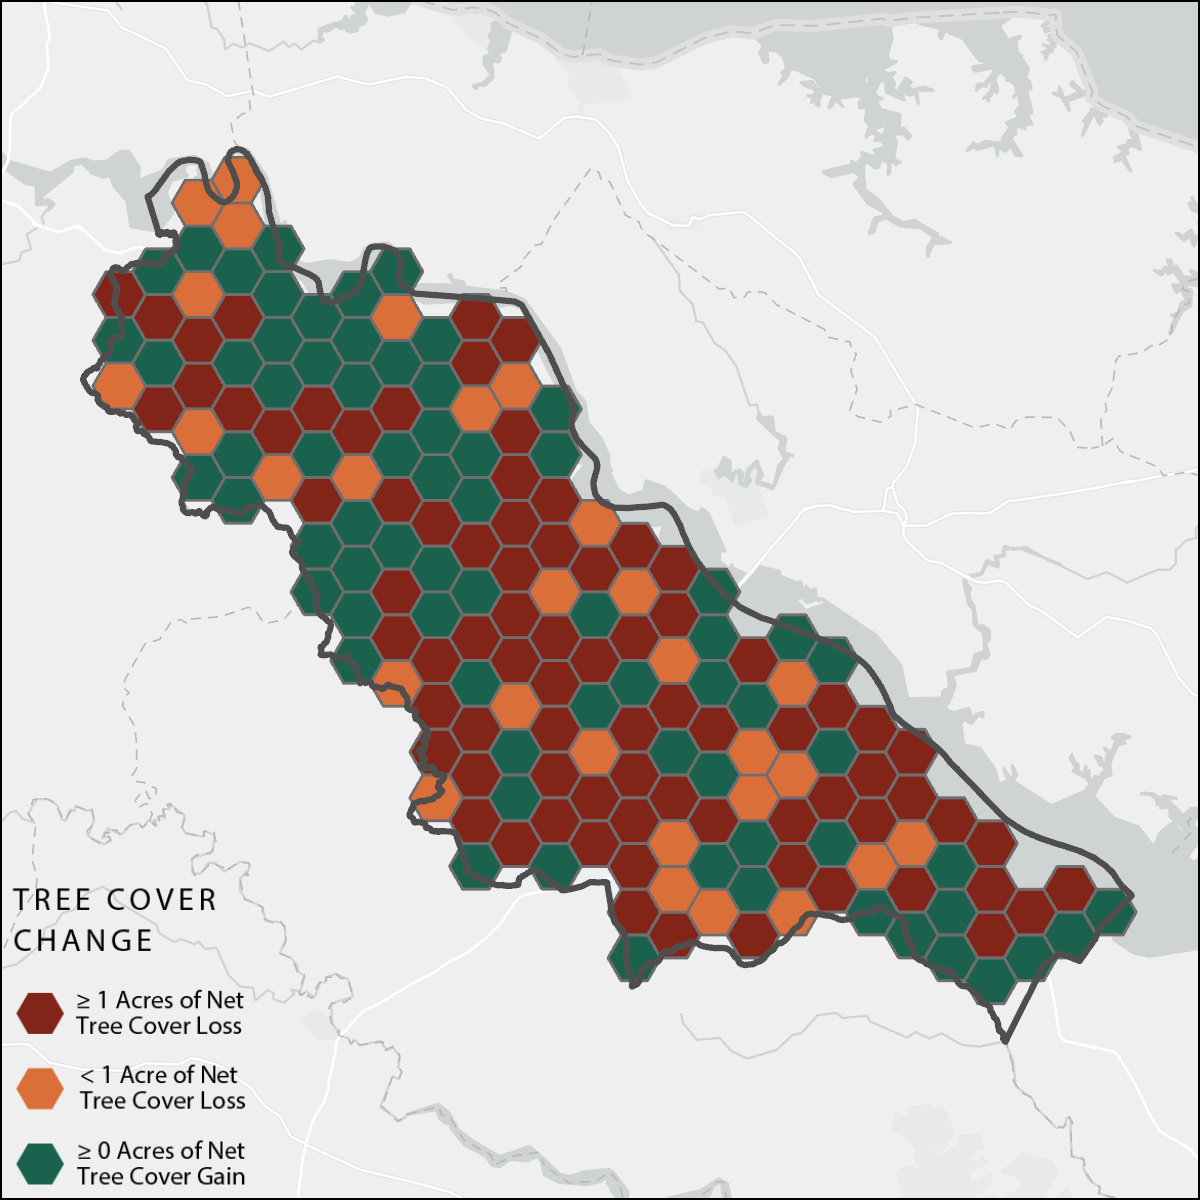 TREE COVER
CHANGE
≥ 1 Acres of Net
Tree Cover Loss
< 1 Acre of Net
Tree Cover Loss
≥ 0 Acres of Net
Tree Cover Gain